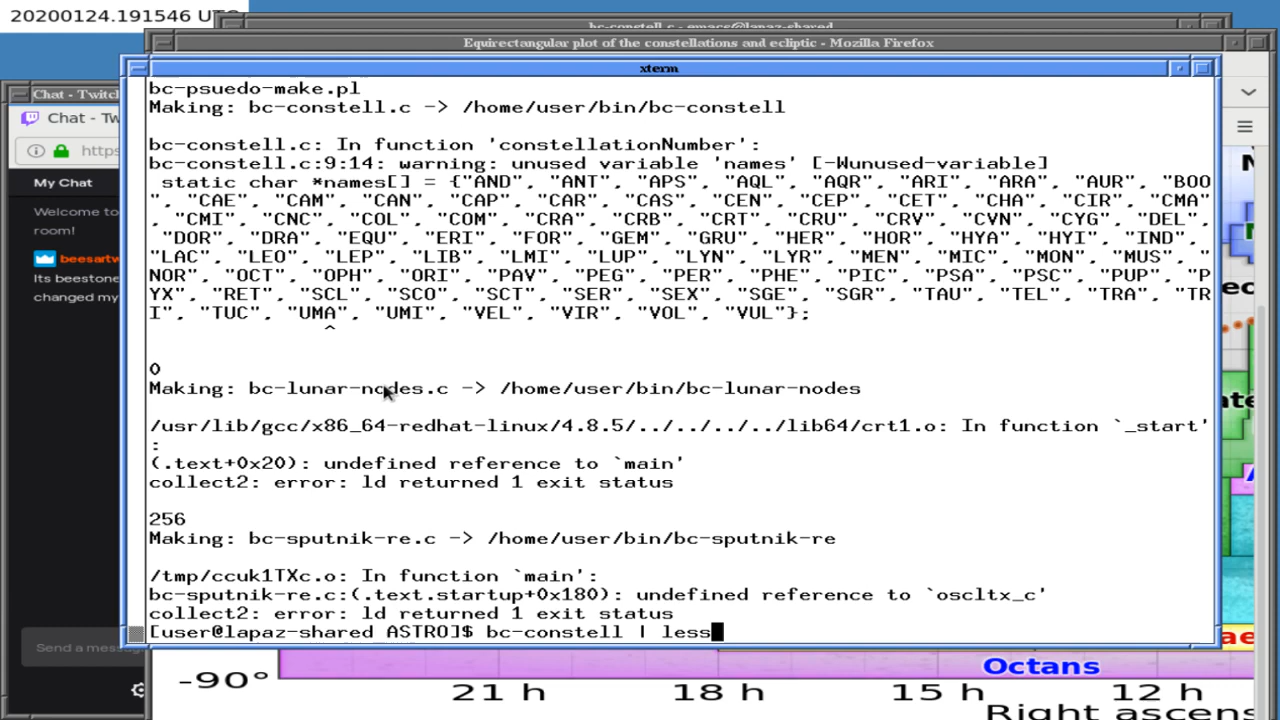 20200124.191546 UTC
bc-constell.c - emacs@lapaz-shared
Equirectangular plot of the constellations and ecliptic - Mozilla Firefox
xterm
Chat - Twitch
Chat - Tw
https
My Chat
Welcome to
room!
beesartw
Its beestone
changed my
Send a messa
bc-psuedo-make.pl
Making: bc-constell.c -> /home/user/bin/bc-constell
bc-constell.c: In function 'constellationNumber':
bc-constell.c:9:14: warning: unused variable 'names' [-Wunused-variable]
static char *names[] = {"AND", "ANT", "APS", "AQL", "AQR", "ARI", "ARA", "AUR", "BOO
", "CAE", "CAM", "CAN", "CAP", "CAR", "CAS", "CEN", "CEP", "CET", "CHA", "CIR", "CMA"
, "CMI", "CNC", "COL", "COM", "CRA", "CRB", "CRT", "CRU", "CRV", "CVN", "CYG", "DEL",
"DOR", "DRA", "EQU", "ERI", "FOR", "GEM", "GRU", "HER", "HOR", "HYA", "HYI", "IND",
"LAC", "LEO", "LEP", "LIB", "LMI", "LUP", "LYN", "LYR", "MEN", "MIC", "MON", "MUS", "
NOR", "OCT", "OPH", "ORI", "PAV", "PEG", "PER", "PHE", "PIC", "PSA", "PSC", "PUP", "P
YX", "RET", "SCL", "SCO", "SCT", "SER", "SEX", "SGE", "SGR", "TAU", "TEL", "TRA", "TR
I", "TUC", "UMA", "UMI", "VEL", "VIR", "VOL", "VUL"};
^
0
Making: bc-lunar-nodes.c -> /home/user/bin/bc-lunar-nodes
/usr/lib/gcc/x86_64-redhat-linux/4.8.5/../../../../lib64/crt1.o: In function `_start'
:
(.text+0x20): undefined reference to `main'
collect2: error: ld returned 1 exit status
256
Making: bc-sputnik-re.c -> /home/user/bin/bc-sputnik-re
/tmp/ccuk1TXc.o: In function `main':
bc-sputnik-re.c:(.text.startup+0x180): undefined reference to `oscltx_c'
collect2: error: ld returned 1 exit status
[user@lapaz-shared ASTRO]$ bc-constell | less
Octans
-90°
21 h 18 h 15 h 12 h
Right ascens